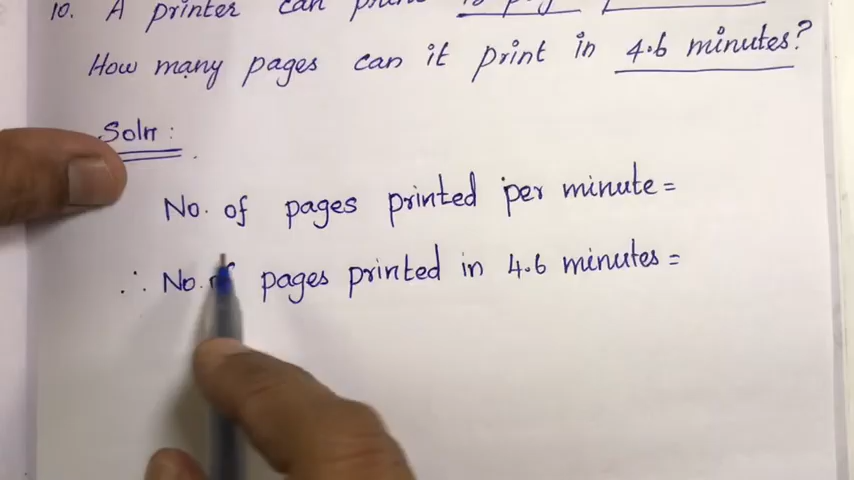 10. A printer can
How many pages can it print in 4.6 minutes?
Soln :
No. of pages printed per minute =
∴ No. of pages printed in 4.6 minutes =